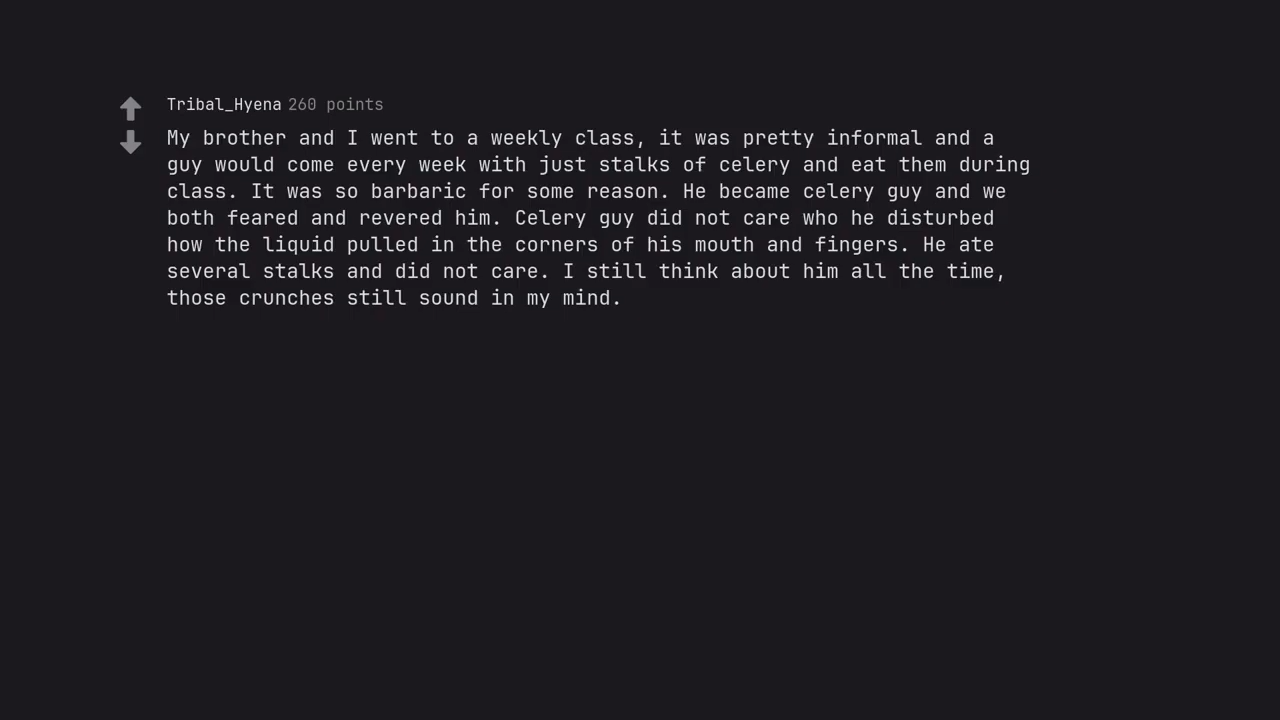 Tribal_Hyena 260 points
My brother and I went to a weekly class, it was pretty informal and a
guy would come every week with just stalks of celery and eat them during
class. It was so barbaric for some reason. He became celery guy and we
both feared and revered him. Celery guy did not care who he disturbed
how the liquid pulled in the corners of his mouth and fingers. He ate
several stalks and did not care. I still think about him all the time,
those crunches still sound in my mind.